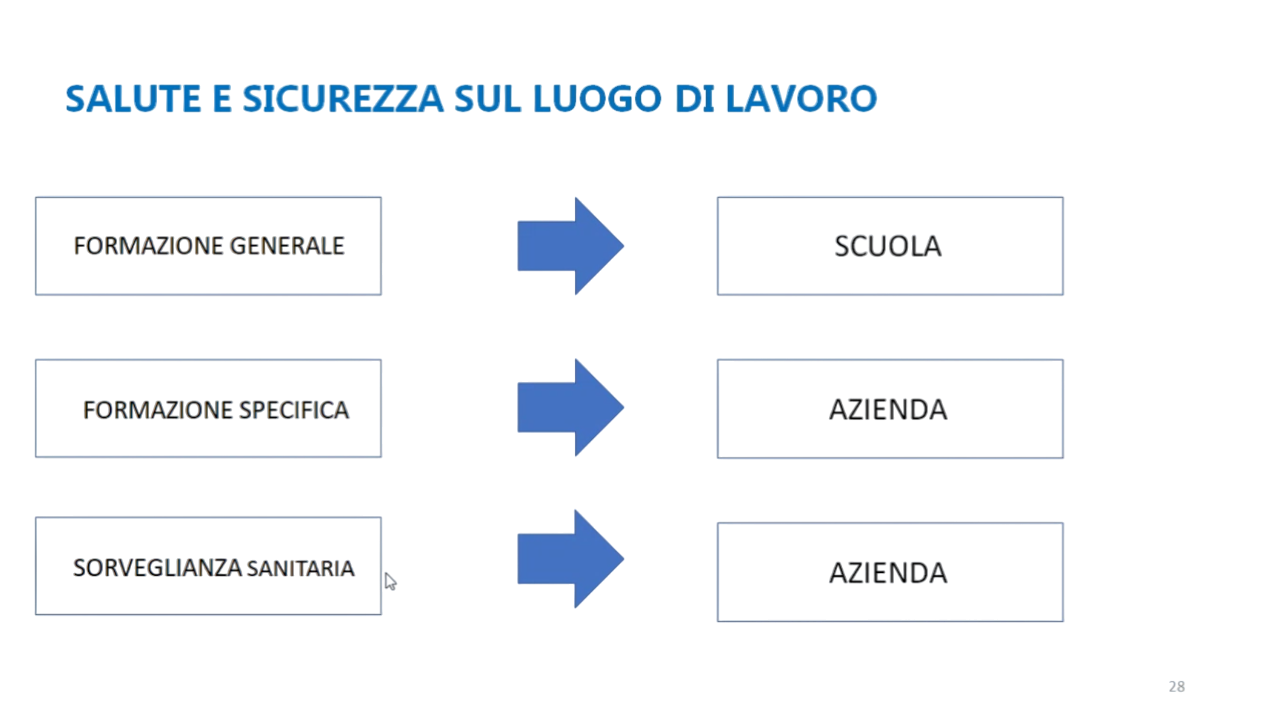 SALUTE E SICUREZZA SUL LUOGO DI LAVORO
FORMAZIONE GENERALE
SCUOLA
FORMAZIONE SPECIFICA
AZIENDA
SORVEGLIANZA SANITARIA
AZIENDA
28